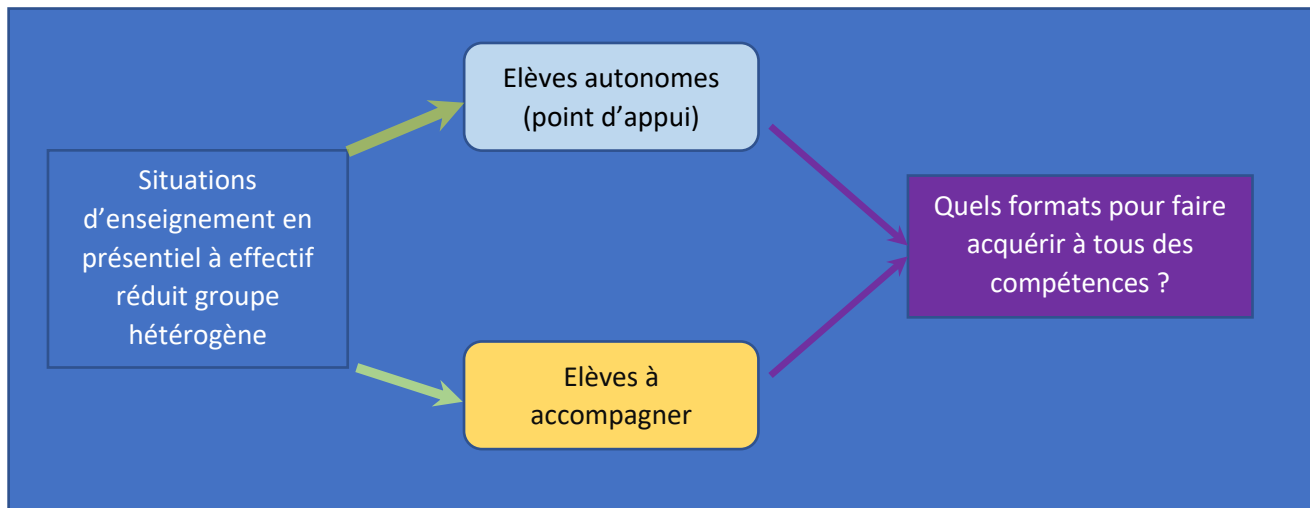 Elèves autonomes
(point d'appui)
Situations
d'enseignement en
présentiel à effectif
réduit groupe
hétérogène
Quels formats pour faire
acquérir à tous des
compétences ?
Elèves à
accompagner